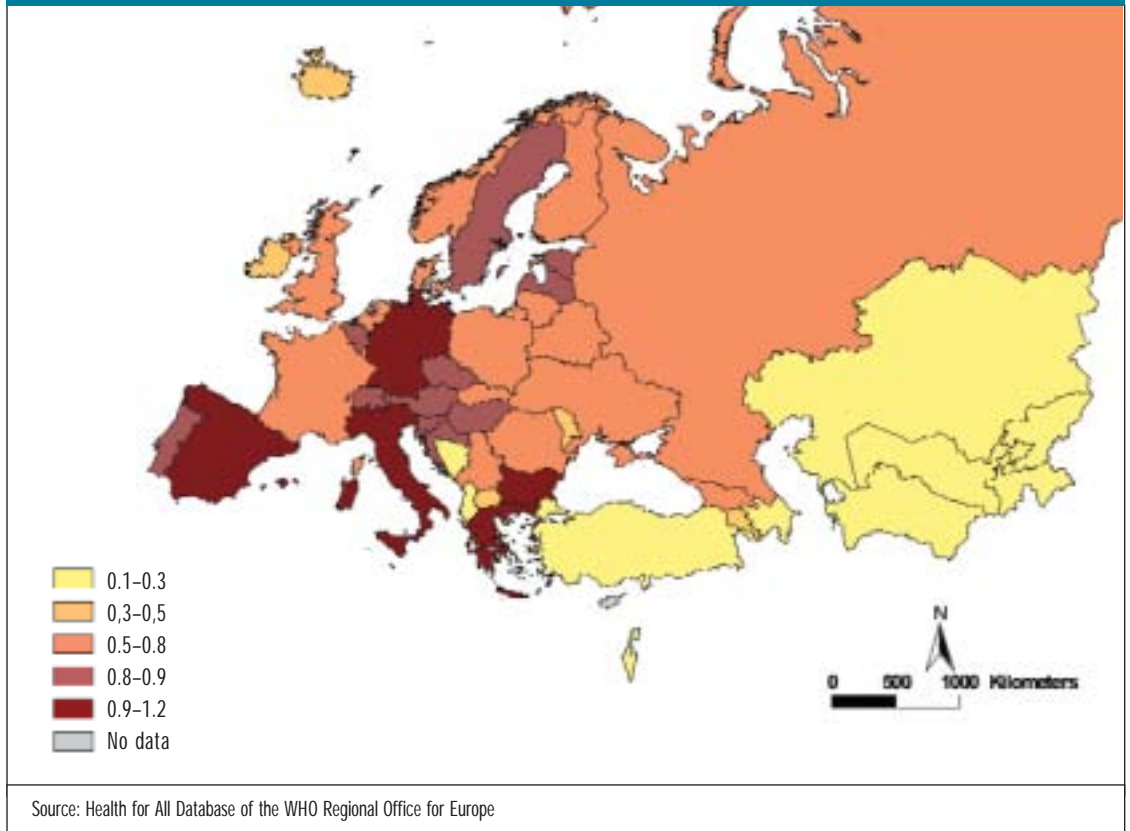 0.1–0.3
0,3–0,5
0.5–0.8
0.8–0.9
0.9–1.2
No data
N
0 500 1000 Kilometers
Source: Health for All Database of the WHO Regional Office for Europe